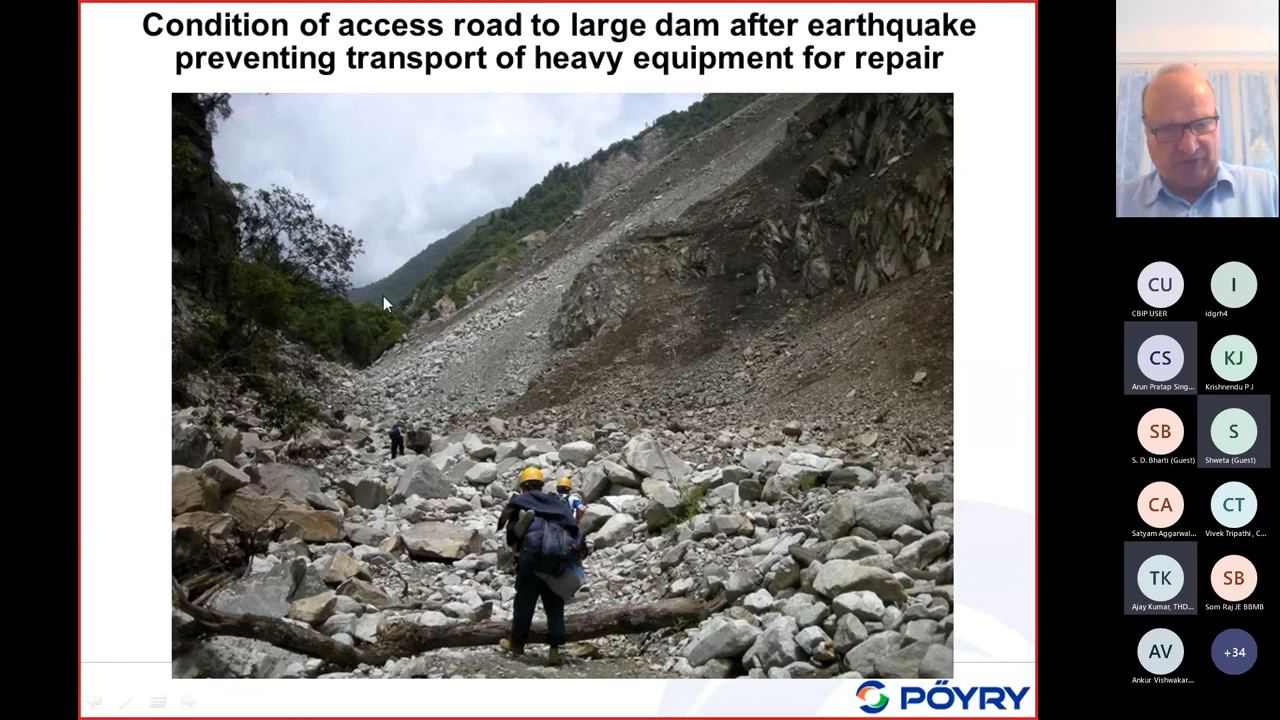 Condition of access road to large dam after earthquake
preventing transport of heavy equipment for repair
PÖYRY
CU
CBIP USER
I
idgrh4
CS
Arun Pratap Sing...
KJ
Krishnendu P J
SB
S. D. Bharti (Guest)
S
Shweta (Guest)
CA
Satyam Aggarwal...
CT
Vivek Tripathi , C...
TK
Ajay Kumar, THD...
SB
Som Raj JE BBMB
AV
Ankur Vishwakar...
+34